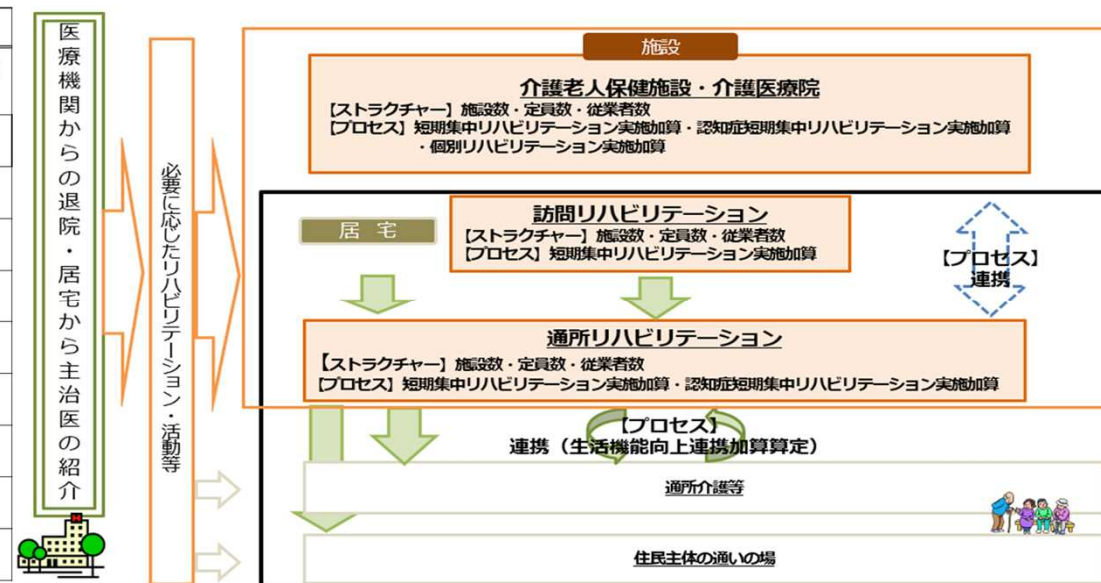 医療機関からの退院・居宅から主治医の紹介
必要に応じたリハビリテーション・活動等
施設
介護老人保健施設・介護医療院
【ストラクチャー】施設数・定員数・従業者数
【プロセス】短期集中リハビリテーション実施加算・認知症短期集中リハビリテーション実施加算
・個別リハビリテーション実施加算
居宅
訪問リハビリテーション
【ストラクチャー】施設数・定員数・従業者数
【プロセス】短期集中リハビリテーション実施加算
【プロセス】
連携
通所リハビリテーション
【ストラクチャー】施設数・定員数・従業者数
【プロセス】短期集中リハビリテーション実施加算・認知症短期集中リハビリテーション実施加算
【プロセス】
連携（生活機能向上連携加算算定）
通所介護等
住民主体の通いの場
H